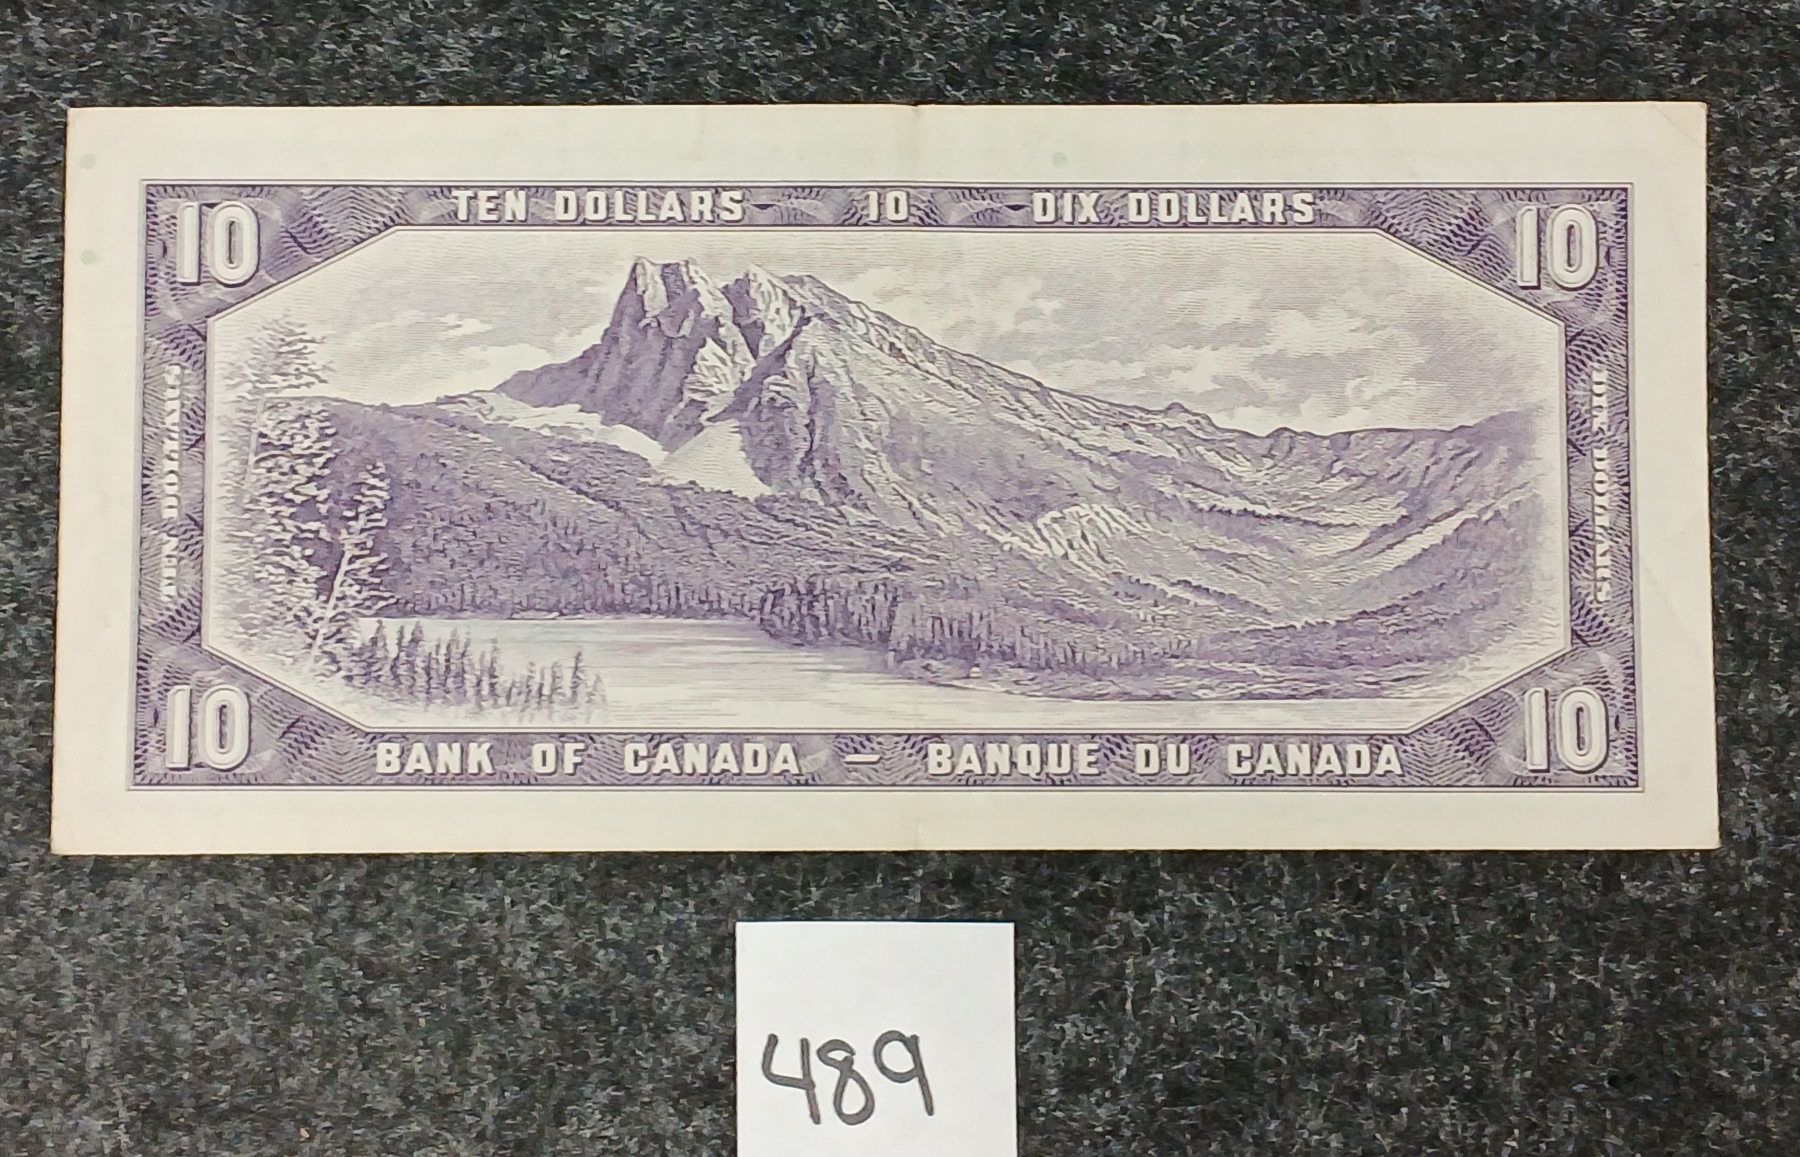 TEN DOLLARS 10 DIX DOLLARS
10 10
TEN DOLLARS
DIX DOLLARS
10 10
BANK OF CANADA — BANQUE DU CANADA
489